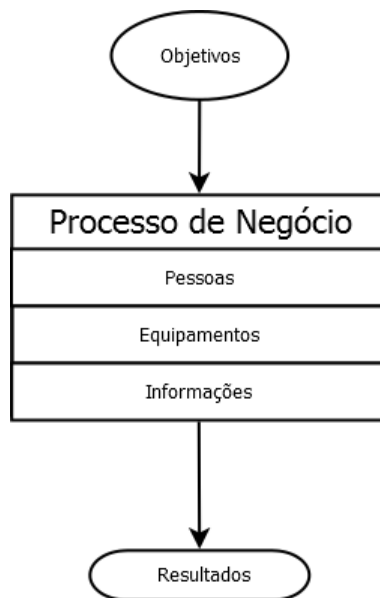 Objetivos
Processo de Negócio
Pessoas
Equipamentos
Informações
Resultados